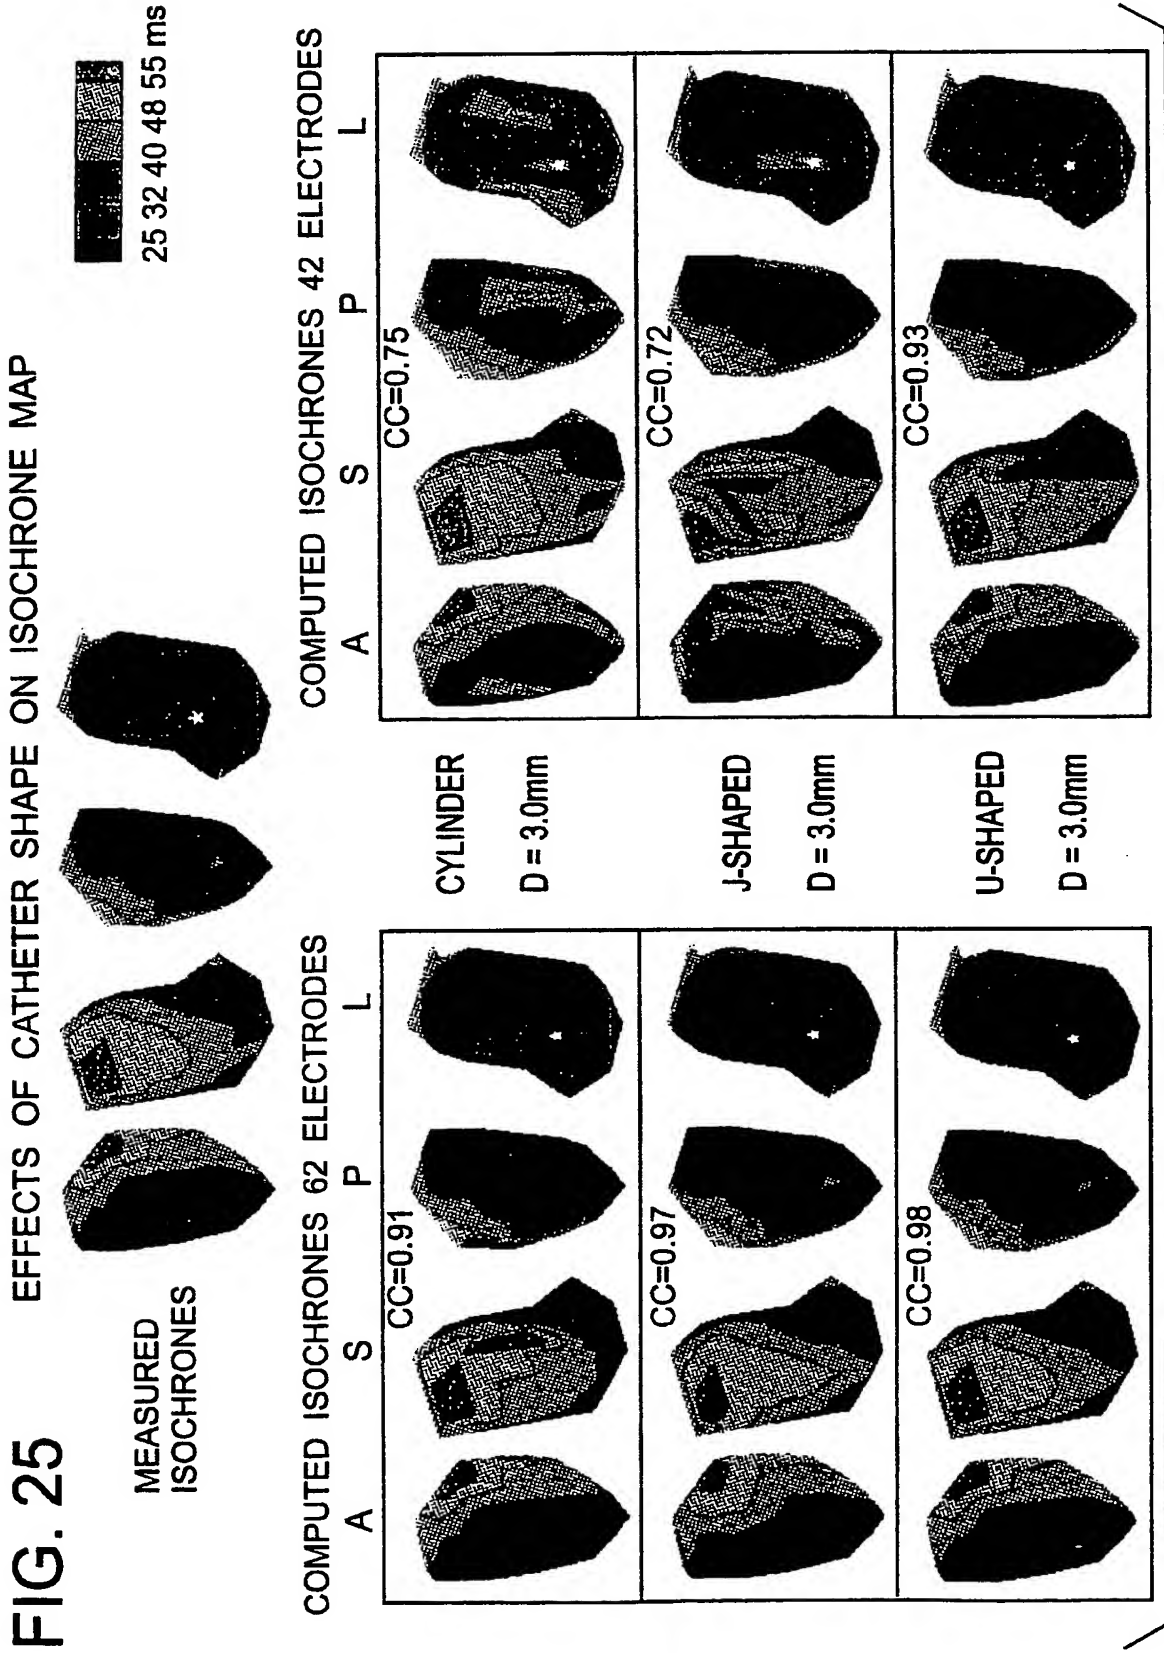 FIG. 25
EFFECTS OF CATHETER SHAPE ON ISOCHRONE MAP
MEASURED
ISOCHRONES
25 32 40 48 55 ms
COMPUTED ISOCHRONES 62 ELECTRODES
A S P L
CC=0.91
CC=0.97
CC=0.98
CYLINDER
D = 3.0mm
J-SHAPED
D = 3.0mm
U-SHAPED
D = 3.0mm
COMPUTED ISOCHRONES 42 ELECTRODES
A S P L
CC=0.75
CC=0.72
CC=0.93